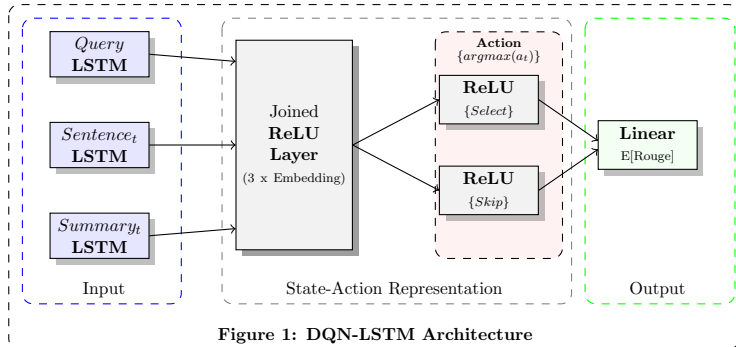 Query
LSTM
Sentence_t
LSTM
Summary_t
LSTM
Input
Joined
ReLU
Layer
(3 x Embedding)
Action
{argmax(a_t)}
ReLU
{Select}
ReLU
{Skip}
State-Action Representation
Linear
E[Rouge]
Output
Figure 1: DQN-LSTM Architecture